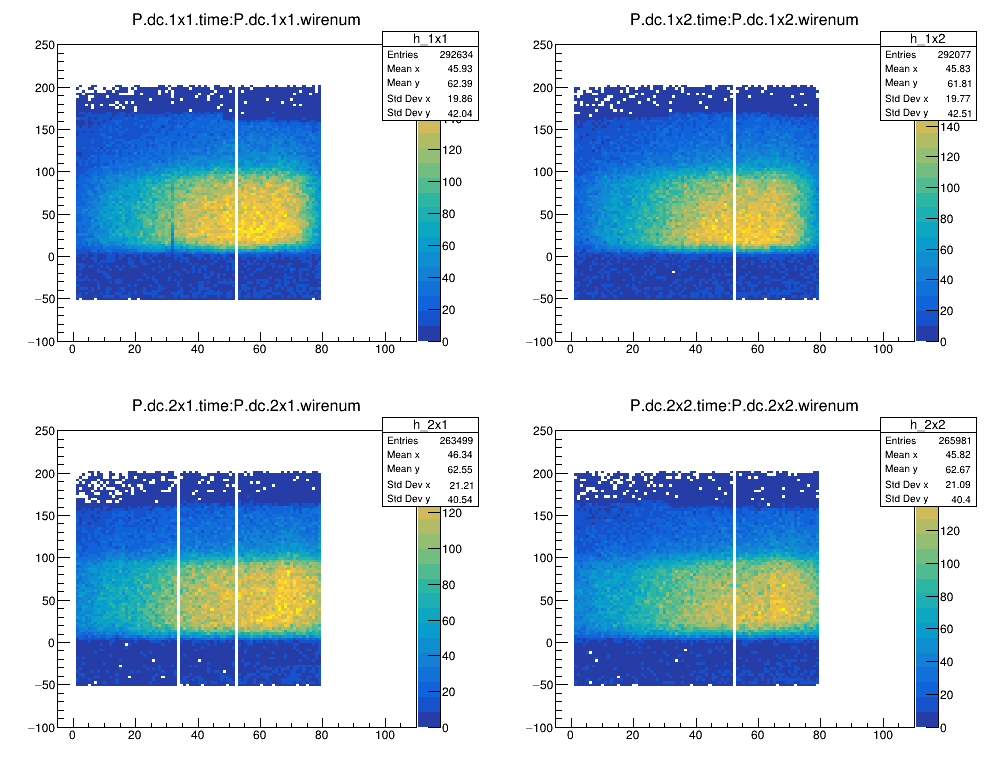 P.dc.1x1.time:P.dc.1x1.wirenum
h_1x1
Entries 292634
Mean x 45.93
Mean y 62.39
Std Dev x 19.86
Std Dev y 42.04
250
200
150
100
50
0
−50
−100
0 20 40 60 80 100
120
100
80
60
40
20
0
P.dc.1x2.time:P.dc.1x2.wirenum
h_1x2
Entries 292077
Mean x 45.83
Mean y 61.81
Std Dev x 19.77
Std Dev y 42.51
250
200
150
100
50
0
−50
−100
0 20 40 60 80 100
140
120
100
80
60
40
20
0
P.dc.2x1.time:P.dc.2x1.wirenum
h_2x1
Entries 263499
Mean x 46.34
Mean y 62.55
Std Dev x 21.21
Std Dev y 40.54
250
200
150
100
50
0
−50
−100
0 20 40 60 80 100
120
100
80
60
40
20
0
P.dc.2x2.time:P.dc.2x2.wirenum
h_2x2
Entries 265981
Mean x 45.82
Mean y 62.67
Std Dev x 21.09
Std Dev y 40.4
250
200
150
100
50
0
−50
−100
0 20 40 60 80 100
120
100
80
60
40
20
0